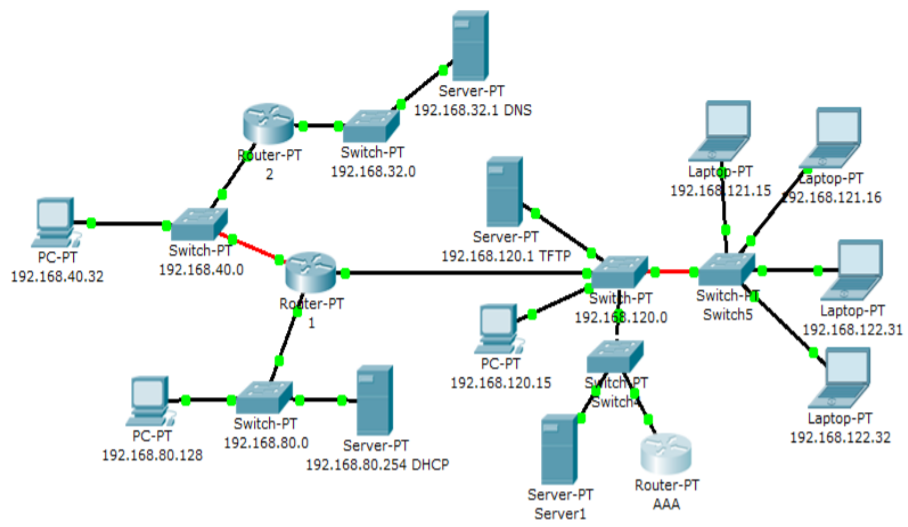 Server-PT
192.168.32.1 DNS
Router-PT
2
Switch-PT
192.168.32.0
Laptop-PT
192.168.121.15
Laptop-PT
192.168.121.16
PC-PT
192.168.40.32
Switch-PT
192.168.40.0
Server-PT
192.168.120.1 TFTP
Router-PT
1
Switch-PT
192.168.120.0
Switch-PT
Switch5
Laptop-PT
192.168.122.31
PC-PT
192.168.120.15
Switch-PT
Switch4
Laptop-PT
192.168.122.32
PC-PT
192.168.80.128
Switch-PT
192.168.80.0
Server-PT
192.168.80.254 DHCP
Server-PT
Server1
Router-PT
AAA